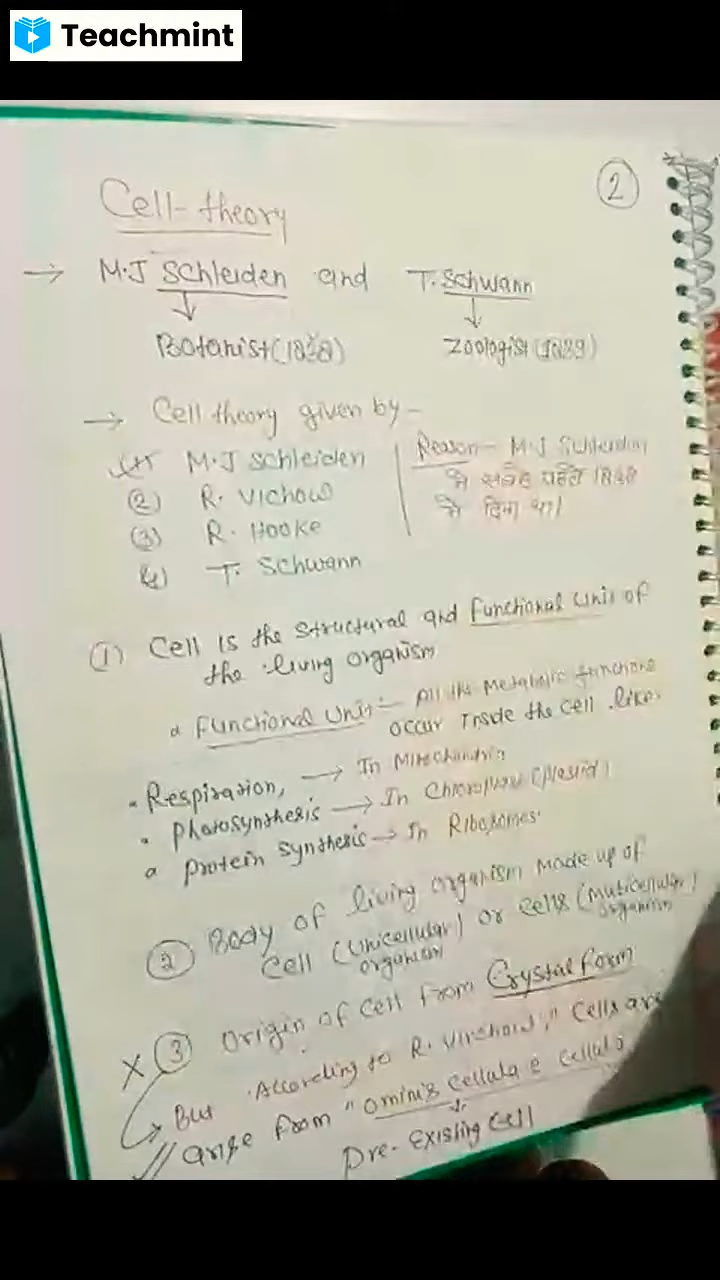 Teachmint
2
Cell-theory
→ M.J Schleiden and T. Schwann
Botanist (1838) Zoologist (1839)
→ Cell theory given by -
(1) M.J Schleiden
(2) R. Vichow
(3) R. Hooke
(4) T. Schwann
Reason - M.J Schleiden
ने सबसे पहले 1838
मे दिया था।
(1) Cell is the structural and functional unit of
the living organism
Functional Unit :- All the Metabolic functions
occur inside the cell like
Respiration, → In Mitochondria
Photosynthesis → In Chloroplast (plastid)
Protein synthesis → In Ribosomes.
(2) Body of living organism made up of
cell (Unicellular organism) or cells (Multicellular organism)
X (3) Origin of cell from Crystal form
But According to R. Virchow, " Cells are
arise from " Ominis cellula e cellula
Pre-existing cell